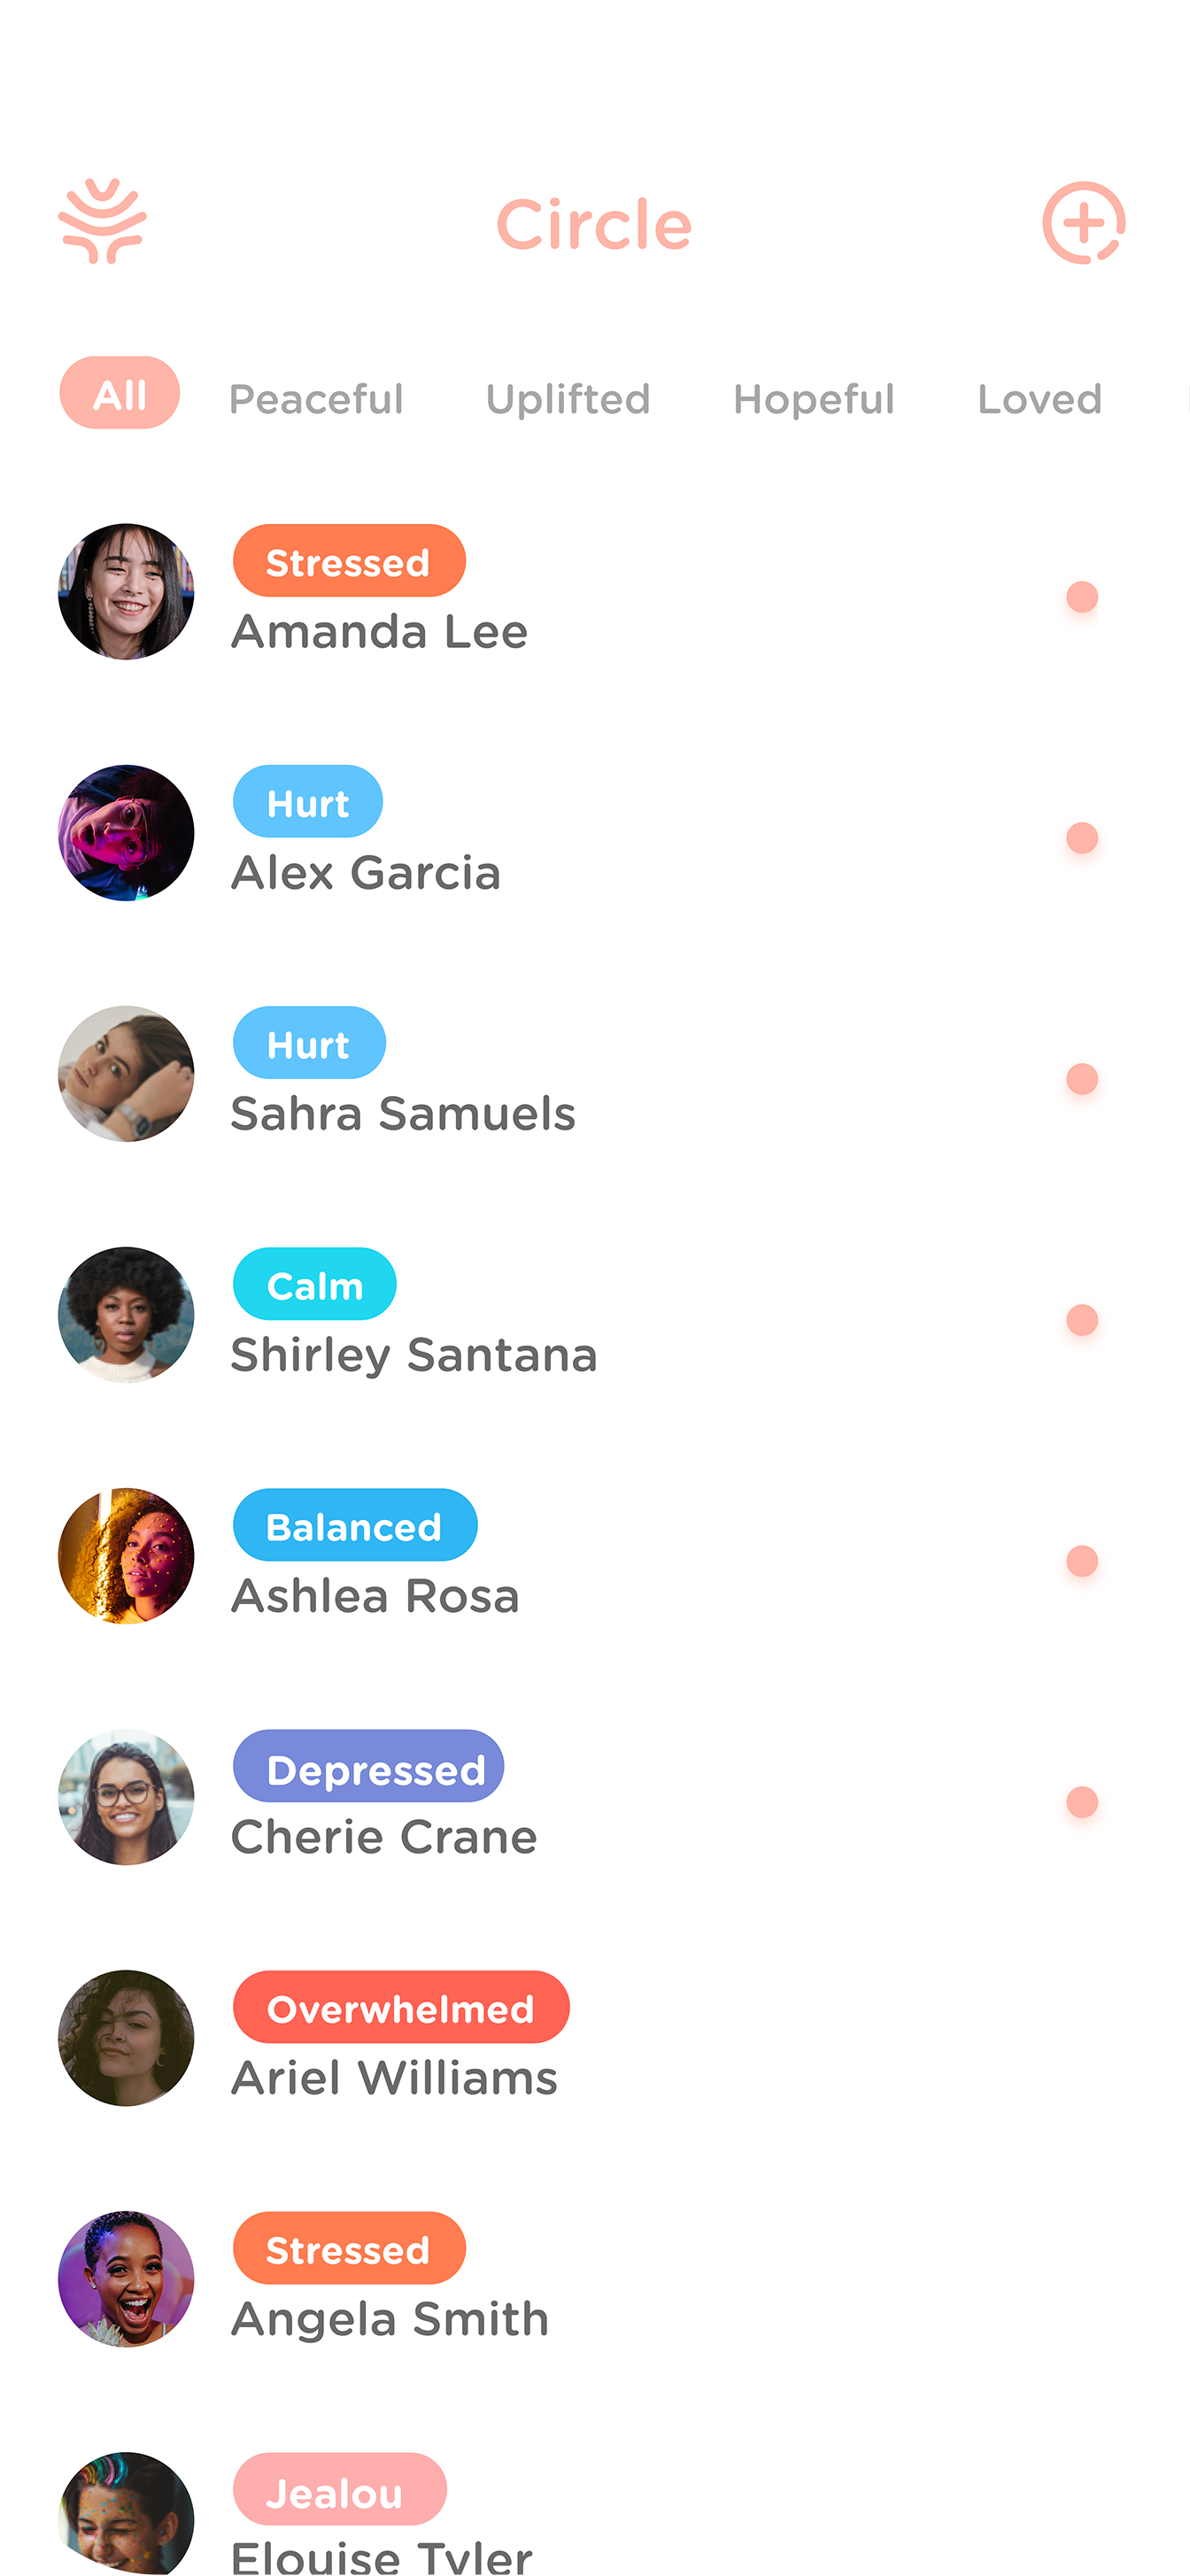 Circle
All Peaceful Uplifted Hopeful Loved
Stressed
Amanda Lee
Hurt
Alex Garcia
Hurt
Sahra Samuels
Calm
Shirley Santana
Balanced
Ashlea Rosa
Depressed
Cherie Crane
Overwhelmed
Ariel Williams
Stressed
Angela Smith
Jealou
Elouise Tyler